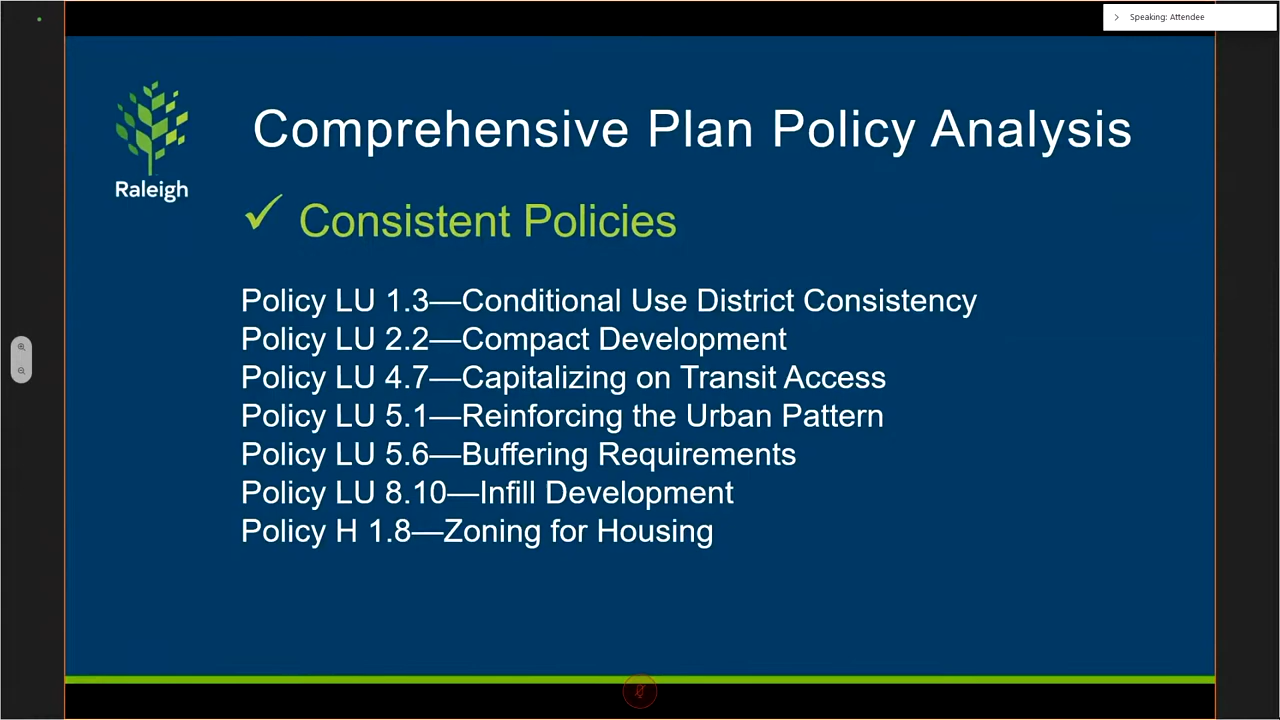 Speaking: Attendee
Raleigh
Comprehensive Plan Policy Analysis
✓ Consistent Policies
Policy LU 1.3—Conditional Use District Consistency
Policy LU 2.2—Compact Development
Policy LU 4.7—Capitalizing on Transit Access
Policy LU 5.1—Reinforcing the Urban Pattern
Policy LU 5.6—Buffering Requirements
Policy LU 8.10—Infill Development
Policy H 1.8—Zoning for Housing